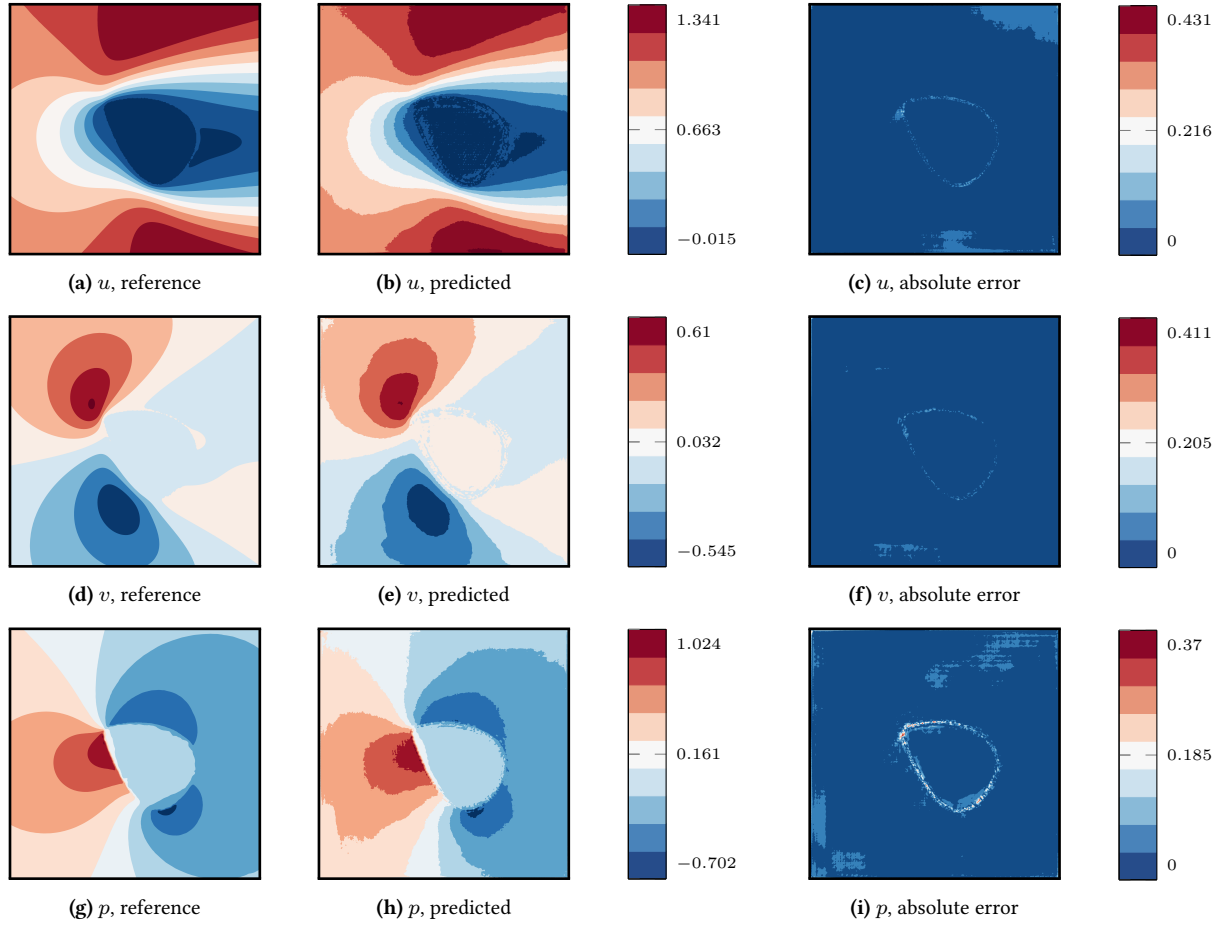 1.341
0.663
−0.015
0.431
0.216
0
(a) u, reference
(b) u, predicted
(c) u, absolute error
0.61
0.032
−0.545
0.411
0.205
0
(d) v, reference
(e) v, predicted
(f) v, absolute error
1.024
0.161
−0.702
0.37
0.185
0
(g) p, reference
(h) p, predicted
(i) p, absolute error